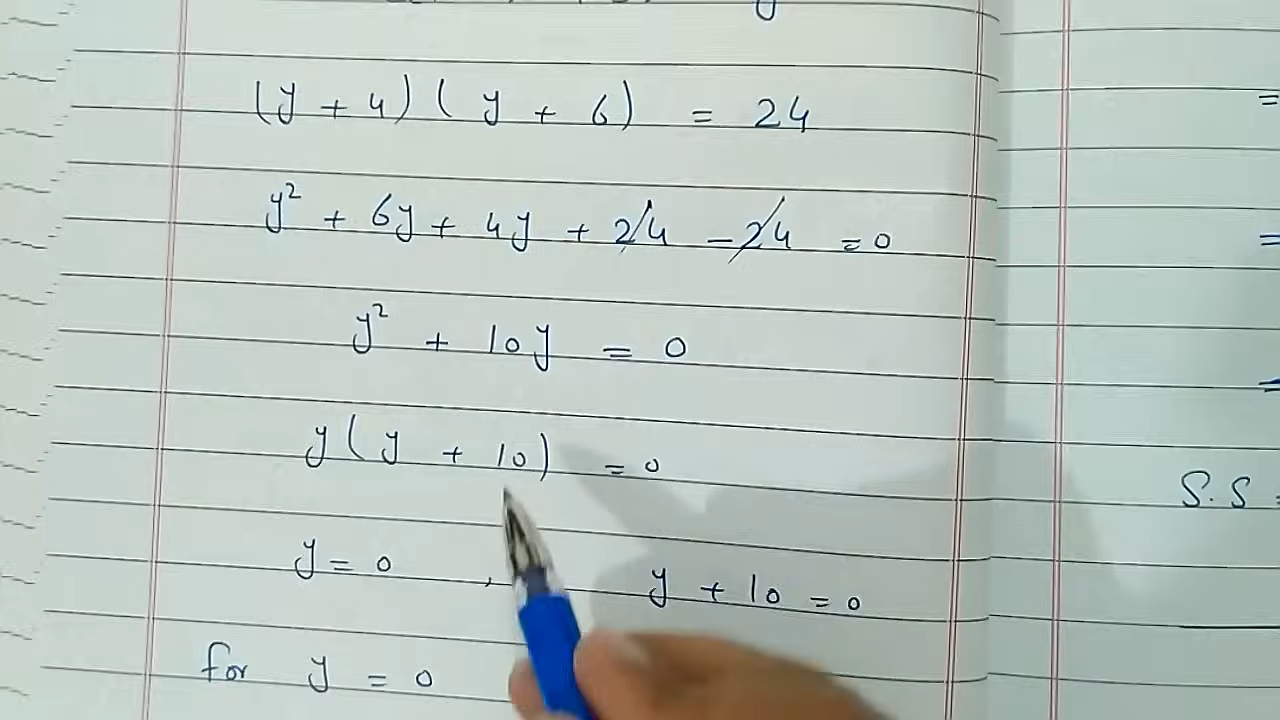 (y + 4) ( y + 6) = 24
y² + 6y + 4y + 24 - 24 = 0
y² + 10y = 0
y(y + 10) = 0
y = 0 , y + 10 = 0
for y = 0
=
=
S.S =